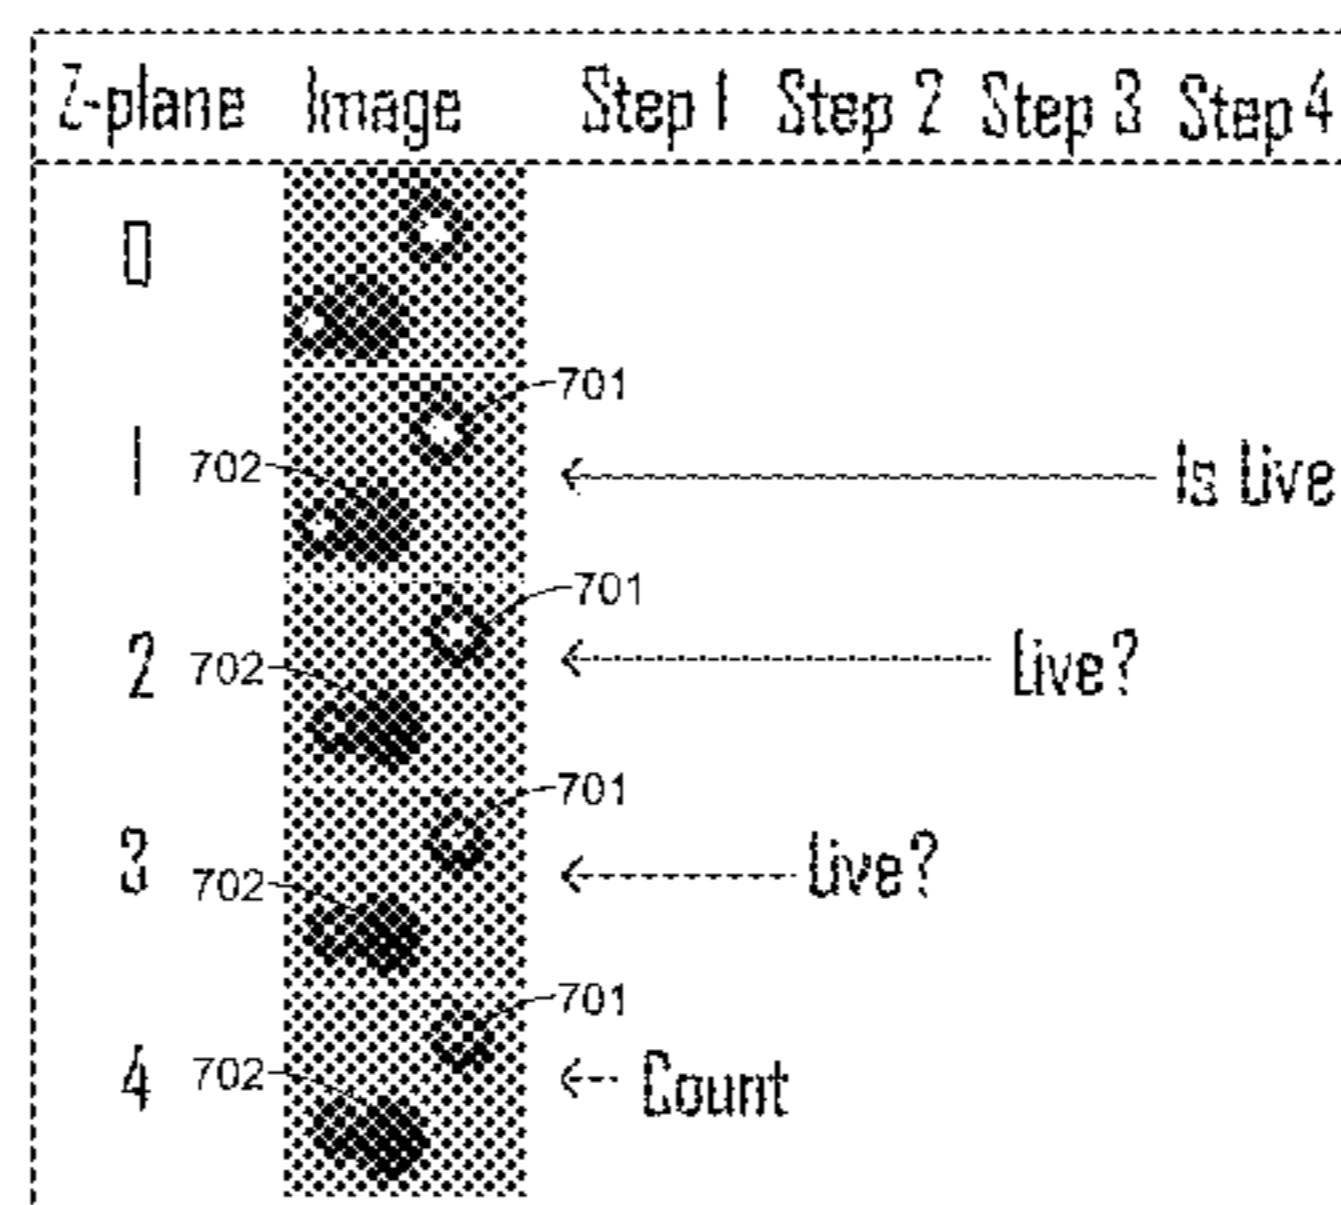 Z-plane Image Step 1 Step 2 Step 3 Step 4
0
701
1 702 Is Live
701
2 702 Live?
701
3 702 Live?
701
4 702 Count